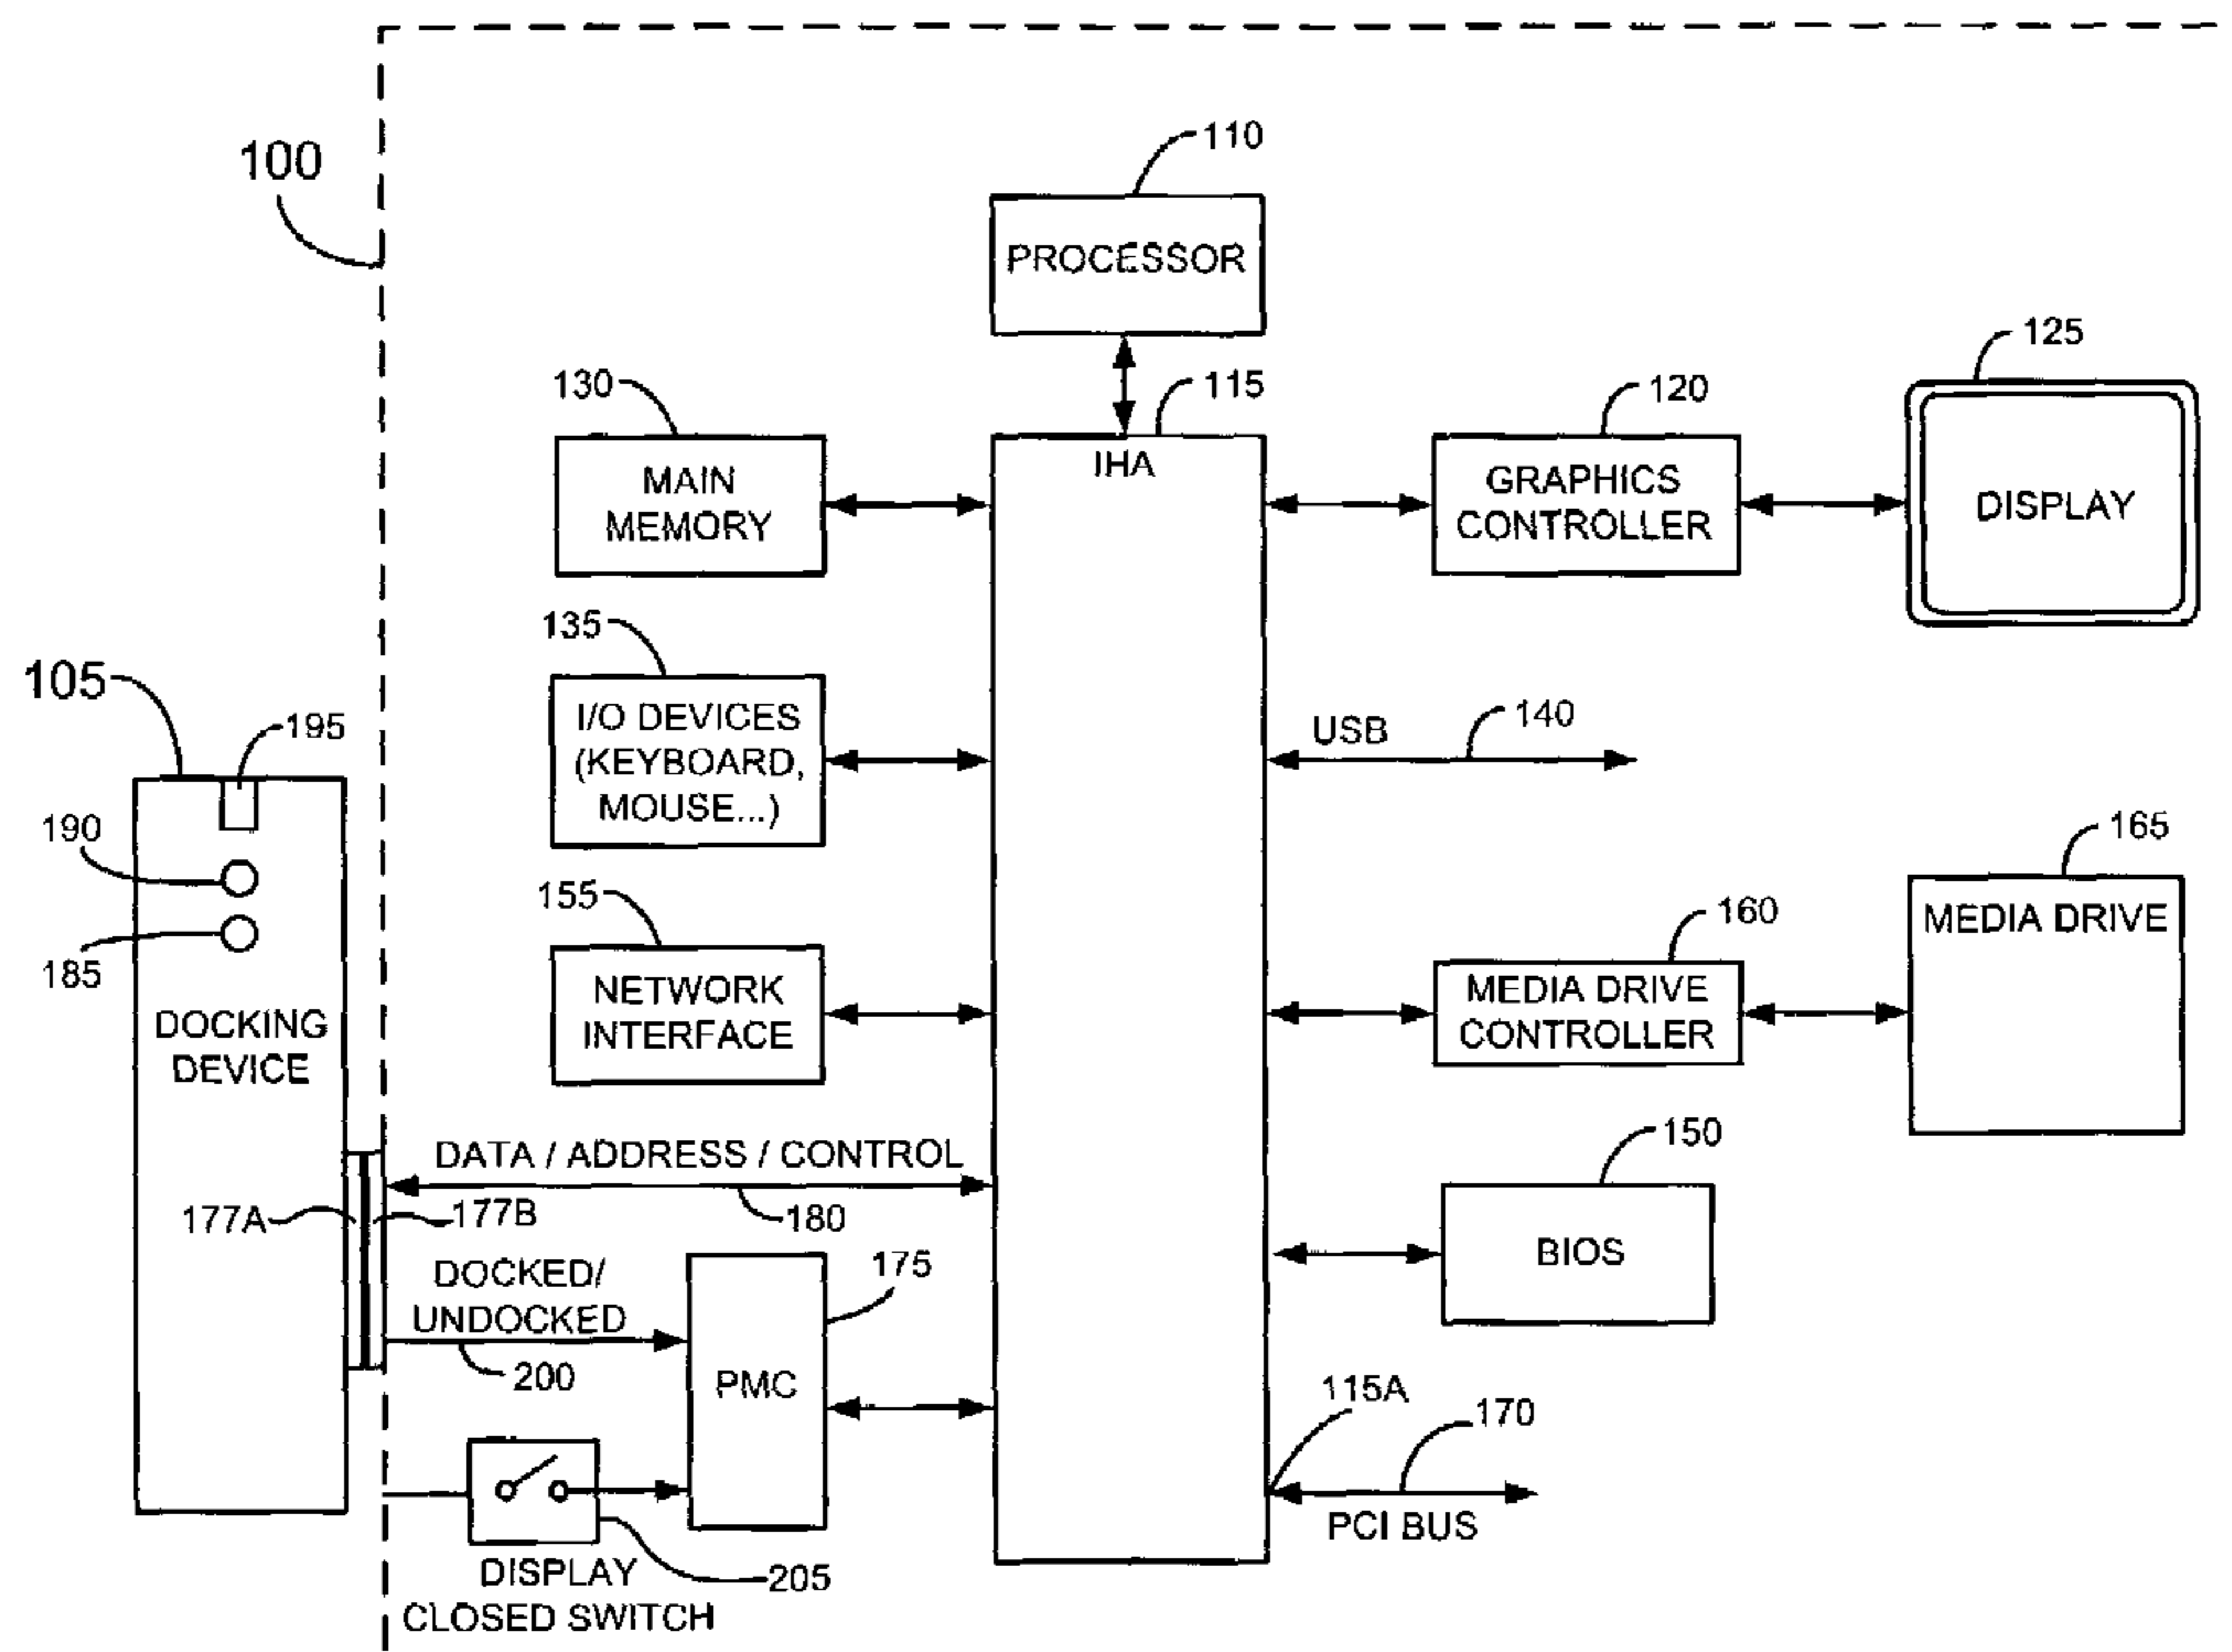 100
110
PROCESSOR
130
115
120
125
MAIN
MEMORY
IHA
GRAPHICS
CONTROLLER
DISPLAY
105
135
195
I/O DEVICES
(KEYBOARD,
MOUSE...)
USB
140
190
185
155
160
165
DOCKING
DEVICE
NETWORK
INTERFACE
MEDIA DRIVE
CONTROLLER
MEDIA DRIVE
DATA / ADDRESS / CONTROL
150
177A
177B
180
BIOS
DOCKED/
UNDOCKED
175
200
PMC
115A
170
PCI BUS
DISPLAY
CLOSED SWITCH
205